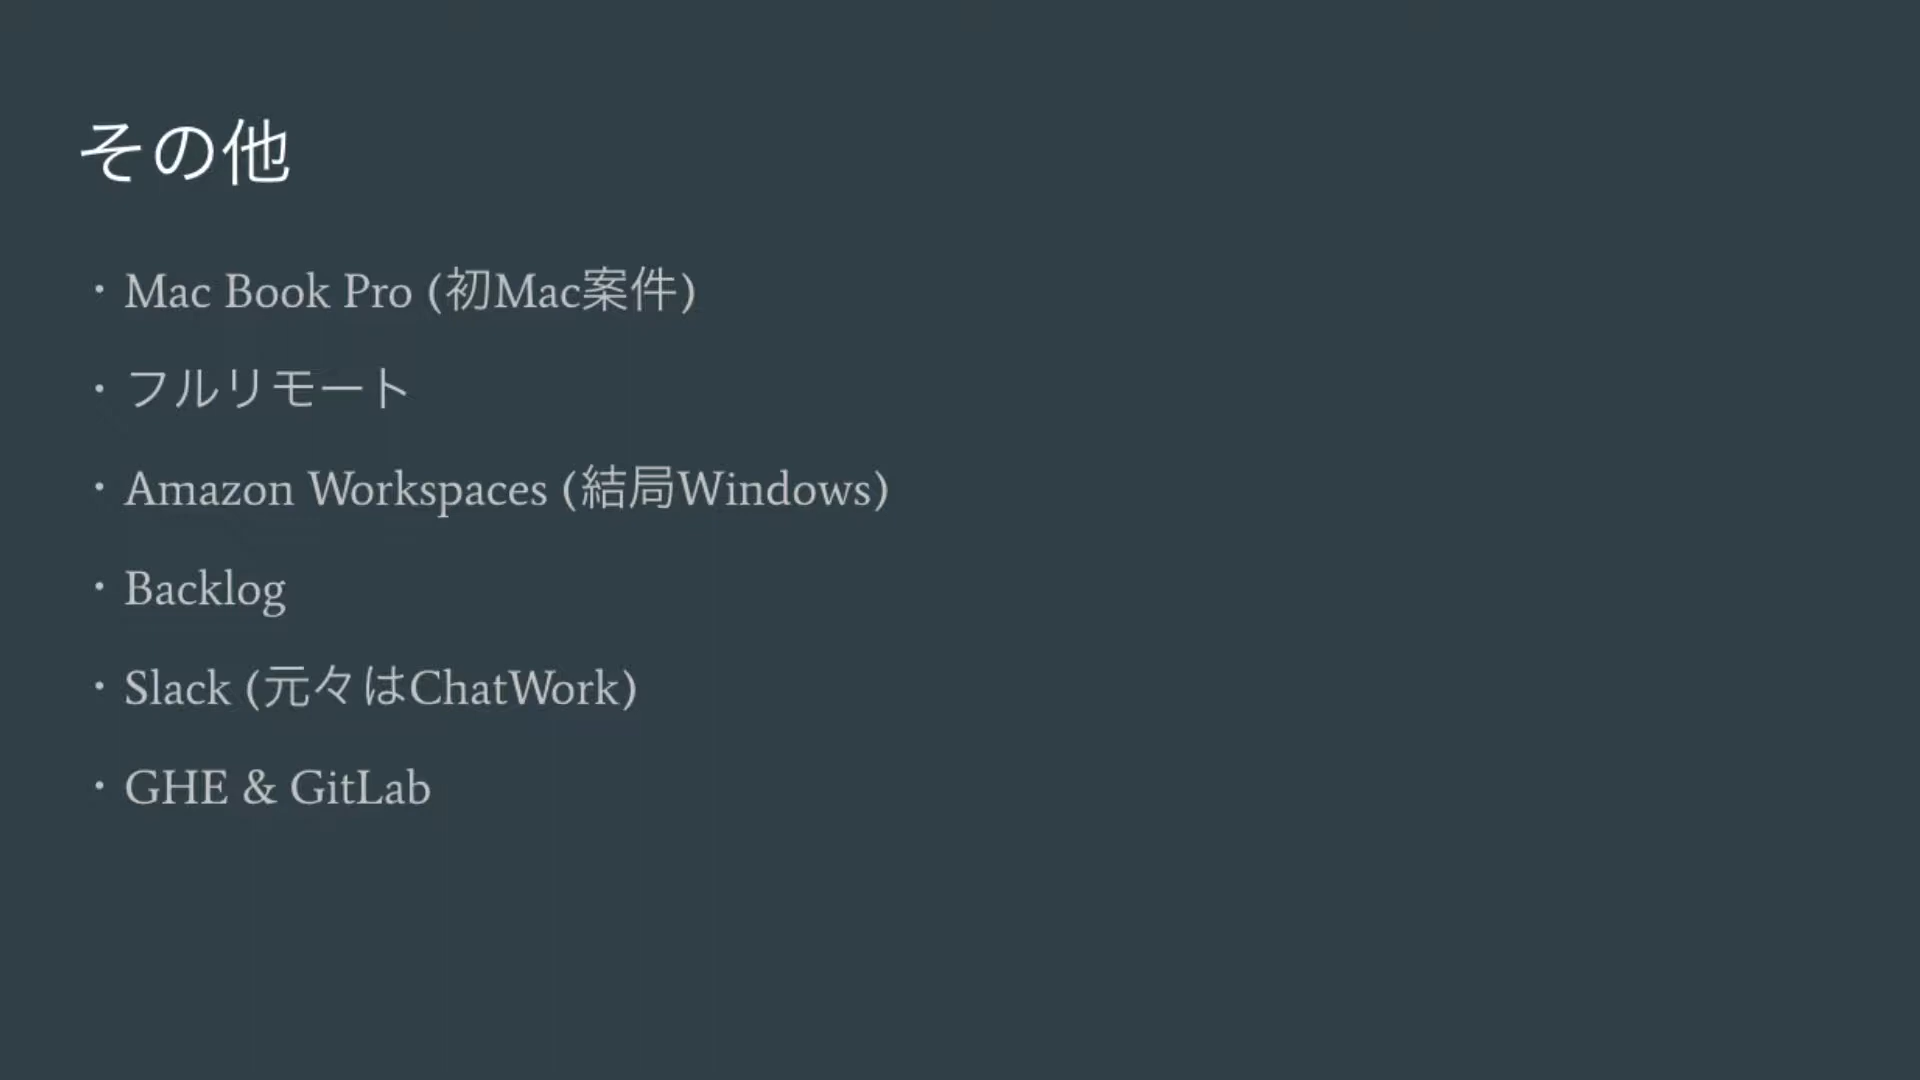 その他
・Mac Book Pro (初Mac案件)
・フルリモート
・Amazon Workspaces (結局Windows)
・Backlog
・Slack (元々はChatWork)
・GHE & GitLab